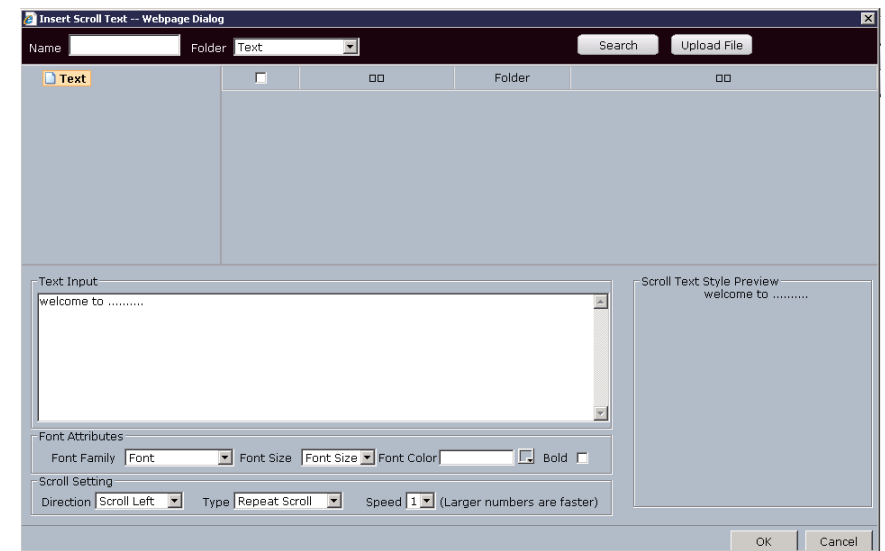 Insert Scroll Text -- Webpage Dialog
Name Folder Text Search Upload File
Text Folder
Text Input
welcome to ..........
Scroll Text Style Preview
welcome to ..........
Font Attributes
Font Family Font Font Size Font Size Font Color Bold
Scroll Setting
Direction Scroll Left Type Repeat Scroll Speed 1 (Larger numbers are faster)
OK Cancel